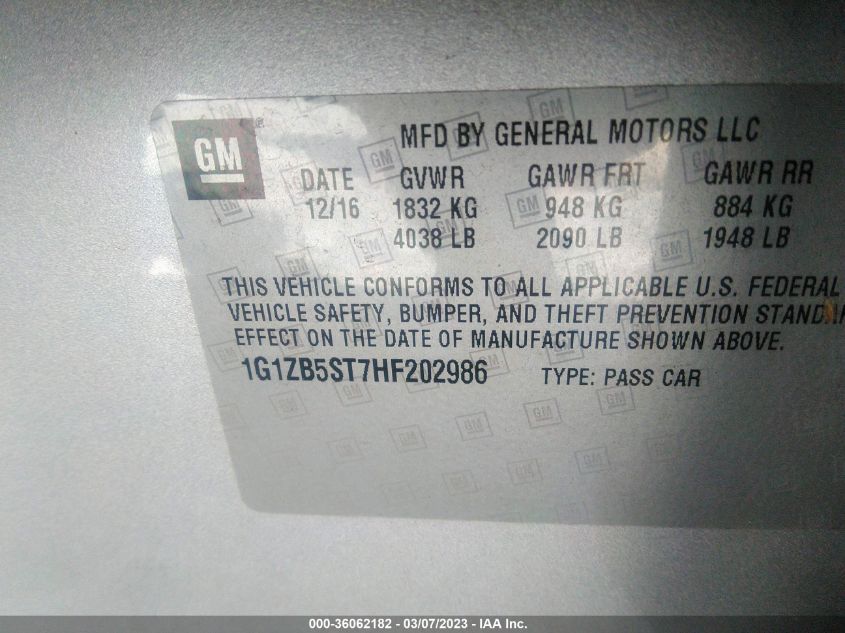 GM
MFD BY GENERAL MOTORS LLC
DATE GVWR GAWR FRT GAWR RR
12/16 1832 KG 948 KG 884 KG
4038 LB 2090 LB 1948 LB
THIS VEHICLE CONFORMS TO ALL APPLICABLE U.S. FEDERAL
VEHICLE SAFETY, BUMPER, AND THEFT PREVENTION STANDAR
EFFECT ON THE DATE OF MANUFACTURE SHOWN ABOVE.
1G1ZB5ST7HF202986 TYPE: PASS CAR
000-36062182 - 03/07/2023 - IAA Inc.